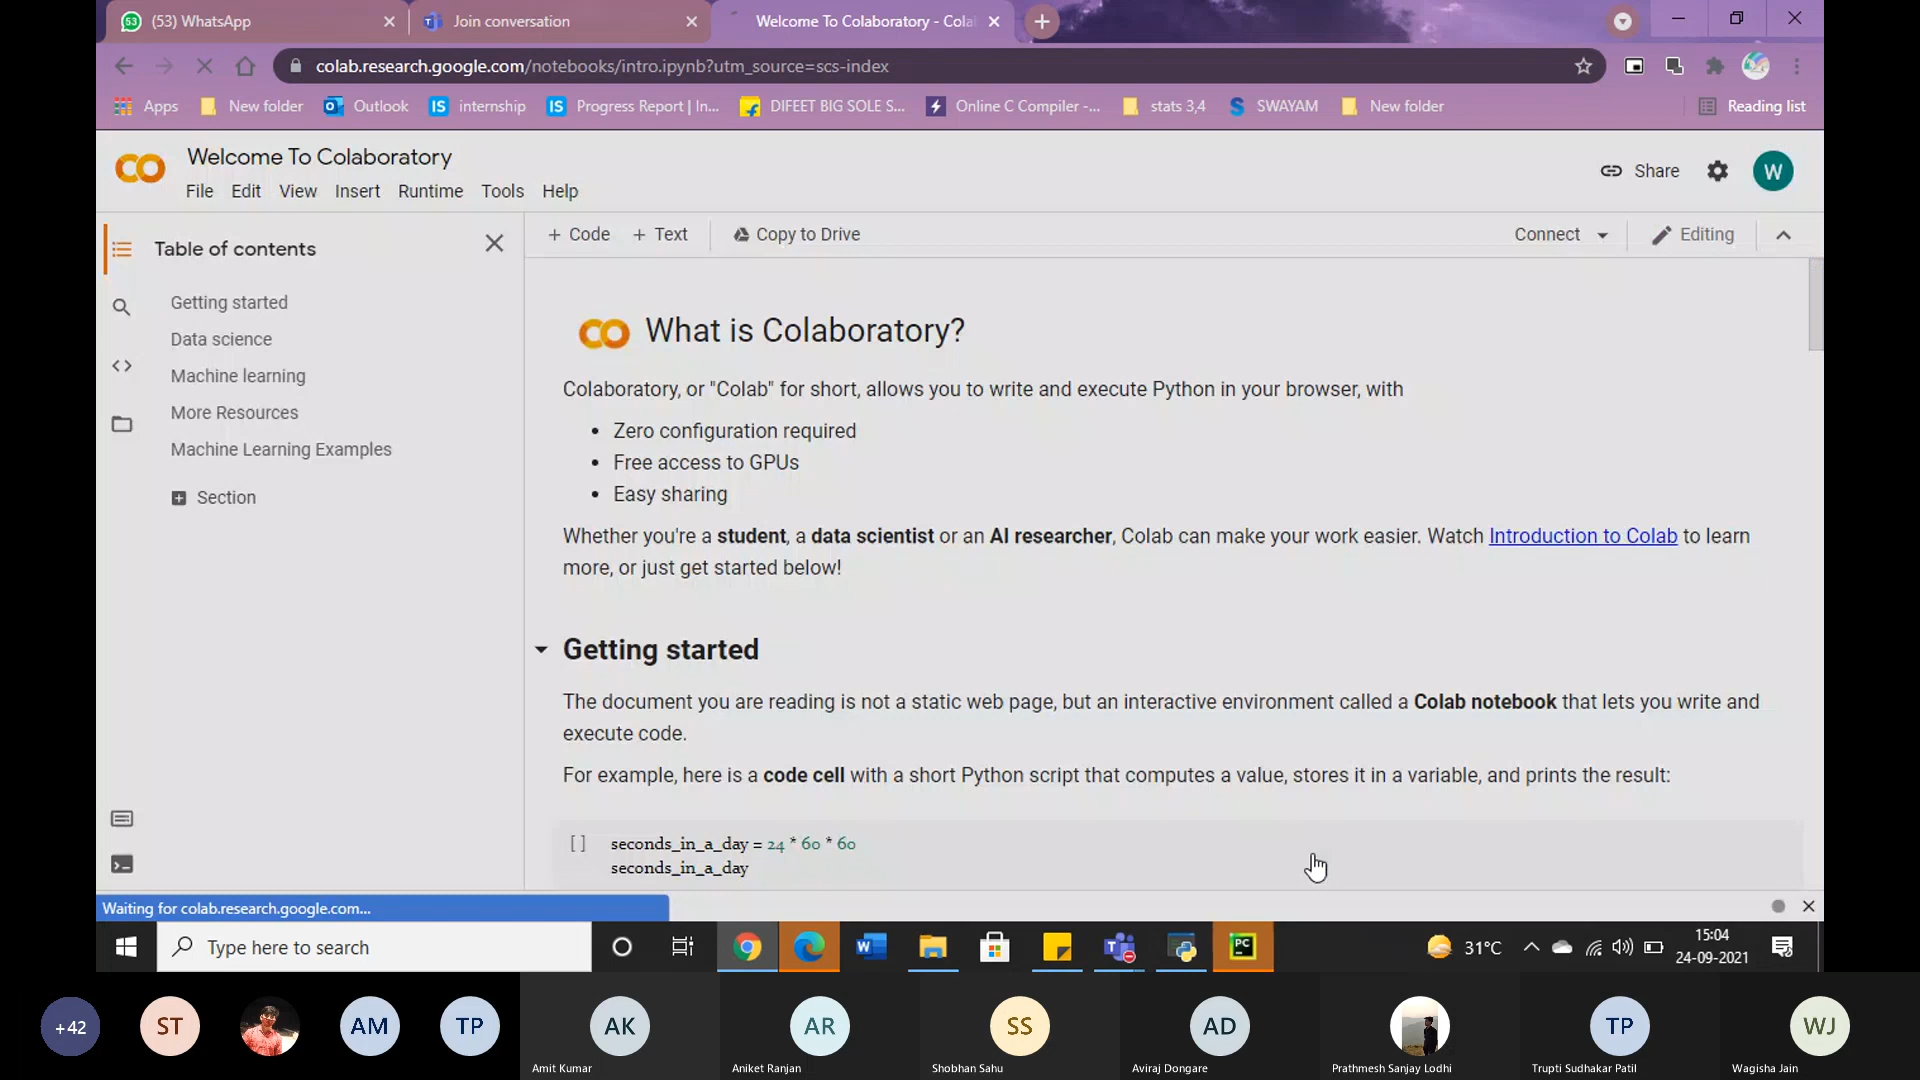 (53) WhatsApp
Join conversation
Welcome To Colaboratory - Cola
colab.research.google.com/notebooks/intro.ipynb?utm_source=scs-index
Apps
New folder
Outlook
IS internship
IS Progress Report | In...
DIFEET BIG SOLE S...
Online C Compiler -...
stats 3,4
SWAYAM
New folder
Reading list
CO
Welcome To Colaboratory
File Edit View Insert Runtime Tools Help
Share
W
Table of contents
Getting started
Data science
Machine learning
More Resources
Machine Learning Examples
Section
+ Code + Text
Copy to Drive
Connect
Editing
CO What is Colaboratory?
Colaboratory, or "Colab" for short, allows you to write and execute Python in your browser, with
• Zero configuration required
• Free access to GPUs
• Easy sharing
Whether you're a student, a data scientist or an AI researcher, Colab can make your work easier. Watch Introduction to Colab to learn
more, or just get started below!
Getting started
The document you are reading is not a static web page, but an interactive environment called a Colab notebook that lets you write and
execute code.
For example, here is a code cell with a short Python script that computes a value, stores it in a variable, and prints the result:
[ ] seconds_in_a_day = 24 * 60 * 60
seconds_in_a_day
Waiting for colab.research.google.com...
Type here to search
W
PC
31°C
15:04
24-09-2021
+42
ST
AM
TP
AK
AR
SS
AD
TP
WJ
Amit Kumar
Aniket Ranjan
Shobhan Sahu
Aviraj Dongare
Prathmesh Sanjay Lodhi
Trupti Sudhakar Patil
Wagisha Jain